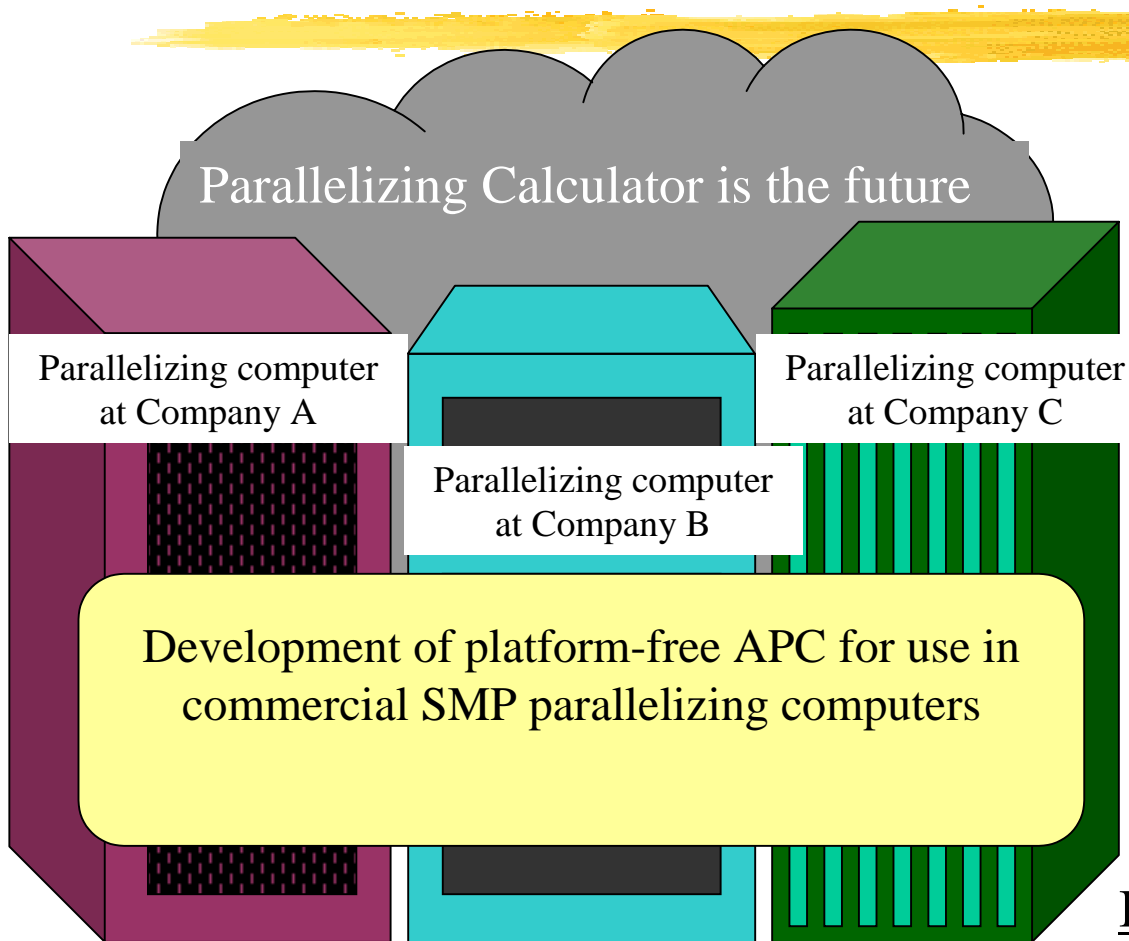 Parallelizing Calculator is the future
Parallelizing computer
at Company A
Parallelizing computer
at Company B
Parallelizing computer
at Company C
Development of platform-free APC for use in
commercial SMP parallelizing computers